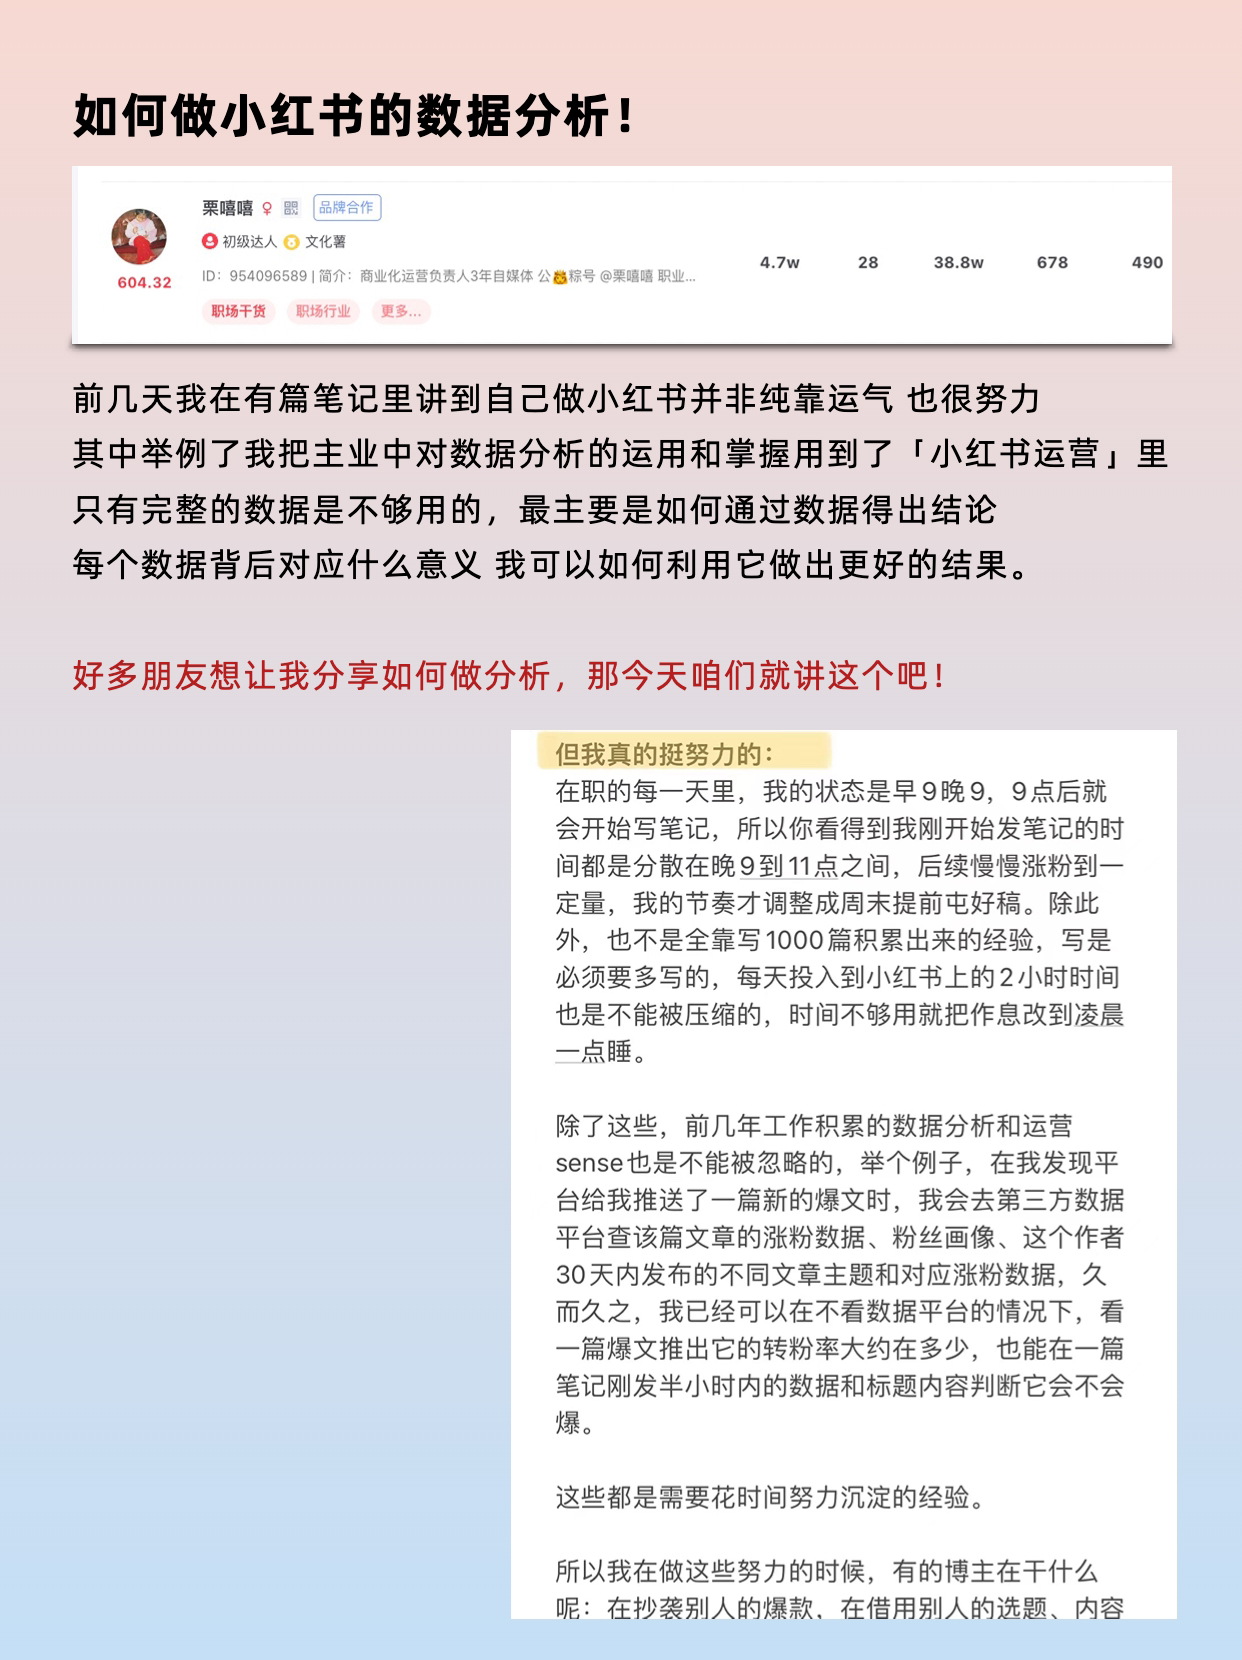 如何做小红书的数据分析！
栗嘻嘻 品牌合作
初级达人 文化薯
604.32
ID：954096589 | 简介：商业化运营负责人3年自媒体 公粽号 @栗嘻嘻 职业...
4.7w 28 38.8w 678 490
职场干货 职场行业 更多...
前几天我在有篇笔记里讲到自己做小红书并非纯靠运气 也很努力
其中举例了我把主业中对数据分析的运用和掌握用到了「小红书运营」里
只有完整的数据是不够用的，最主要是如何通过数据得出结论
每个数据背后对应什么意义 我可以如何利用它做出更好的结果。
好多朋友想让我分享如何做分析，那今天咱们就讲这个吧！
但我真的挺努力的：
在职的每一天里，我的状态是早9晚9，9点后就
会开始写笔记，所以你看得到我刚开始发笔记的时
间都是分散在晚9到11点之间，后续慢慢涨粉到一
定量，我的节奏才调整成周末提前屯好稿。除此
外，也不是全靠写1000篇积累出来的经验，写是
必须要多写的，每天投入到小红书上的2小时时间
也是不能被压缩的，时间不够用就把作息改到凌晨
一点睡。
除了这些，前几年工作积累的数据分析和运营
sense也是不能被忽略的，举个例子，在我发现平
台给我推送了一篇新的爆文时，我会去第三方数据
平台查该篇文章的涨粉数据、粉丝画像、这个作者
30天内发布的不同文章主题和对应涨粉数据，久
而久之，我已经可以在不看数据平台的情况下，看
一篇爆文推出它的转粉率大约在多少，也能在一篇
笔记刚发半小时内的数据和标题内容判断它会不会
爆。
这些都是需要花时间努力沉淀的经验。
所以我在做这些努力的时候，有的博主在干什么
呢：在抄袭别人的爆款，在借用别人的选题、内容